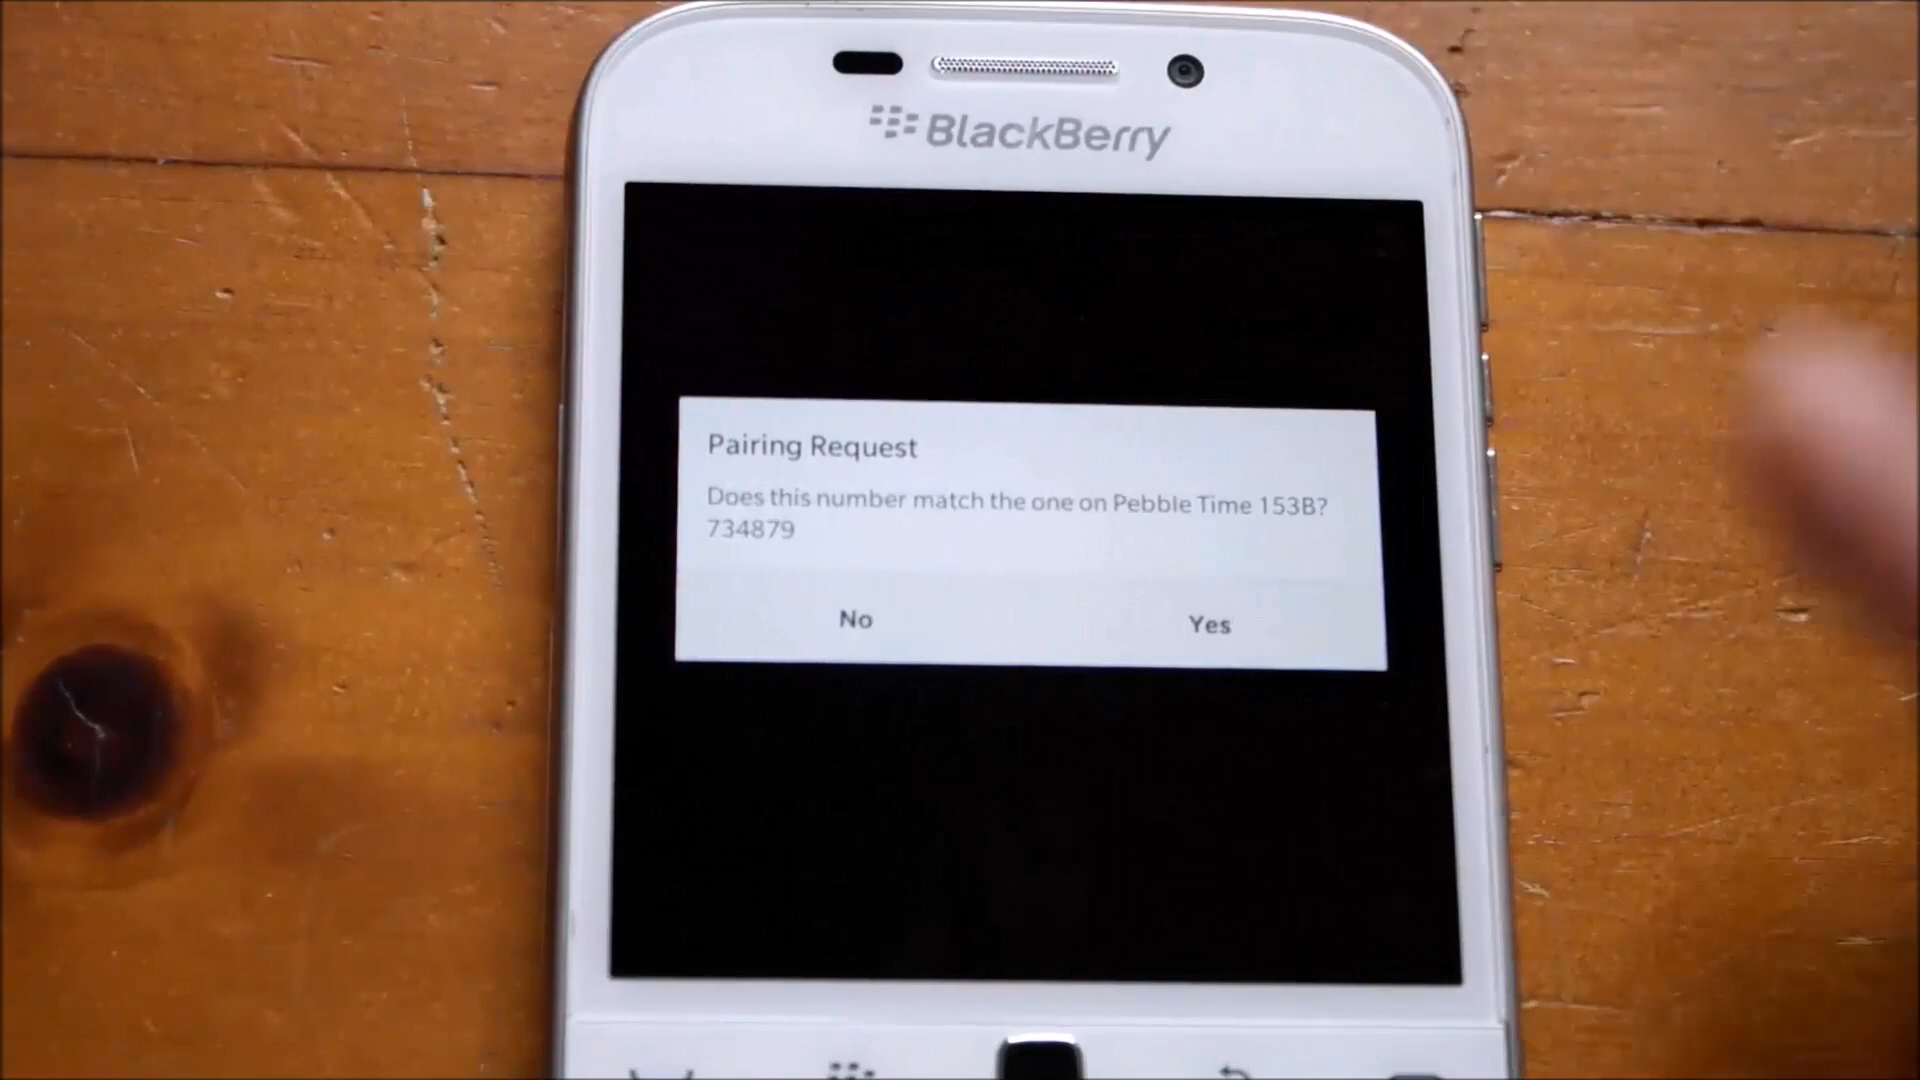 BlackBerry
Pairing Request
Does this number match the one on Pebble Time 153B?
734879
No
Yes